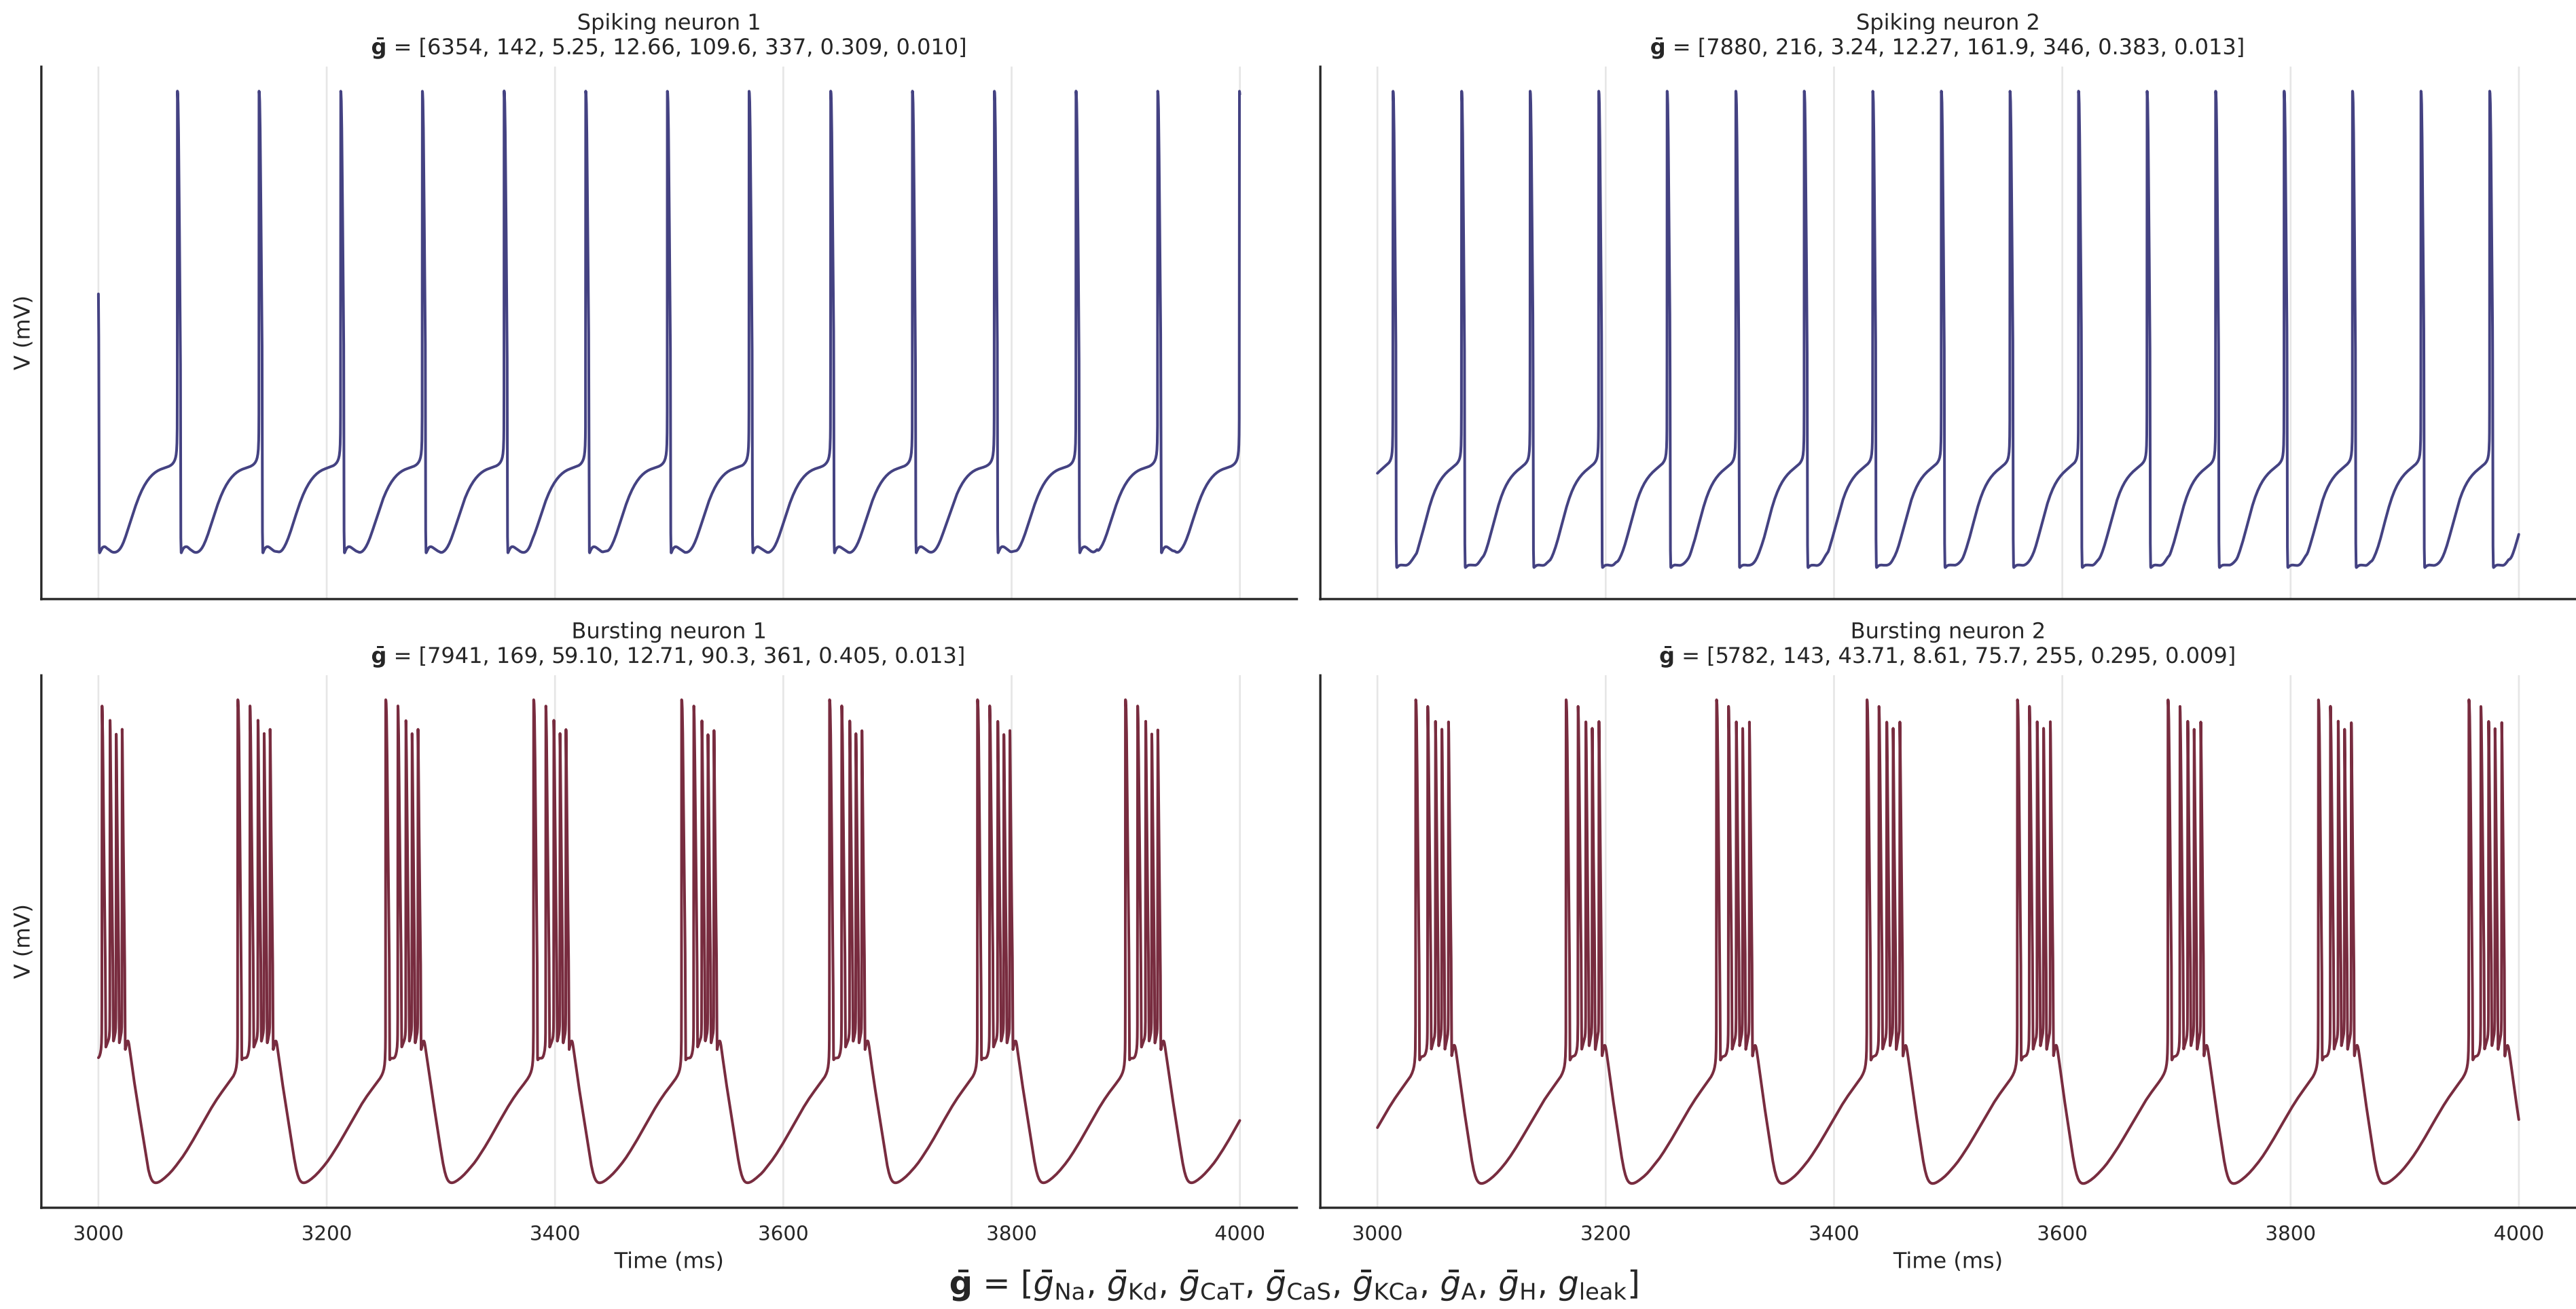 Spiking neuron 1
ḡ = [6354, 142, 5.25, 12.66, 109.6, 337, 0.309, 0.010]
Spiking neuron 2
ḡ = [7880, 216, 3.24, 12.27, 161.9, 346, 0.383, 0.013]
V (mV)
Bursting neuron 1
ḡ = [7941, 169, 59.10, 12.71, 90.3, 361, 0.405, 0.013]
Bursting neuron 2
ḡ = [5782, 143, 43.71, 8.61, 75.7, 255, 0.295, 0.009]
V (mV)
3000 3200 3400 3600 3800 4000
Time (ms)
3000 3200 3400 3600 3800 4000
Time (ms)
ḡ = [ḡNa, ḡKd, ḡCaT, ḡCaS, ḡKCa, ḡA, ḡH, gleak]